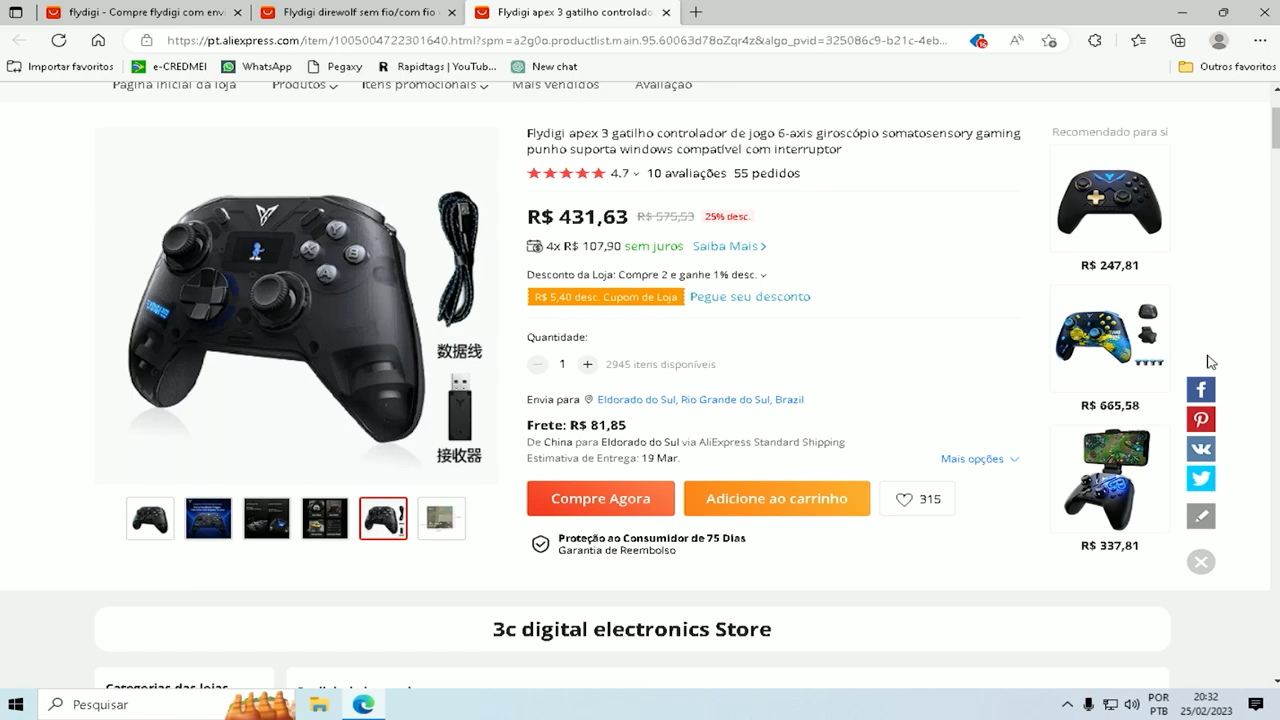 flydigi - Compre flydigi com envi
Flydigi direwolf sem fio/com fio
Flydigi apex 3 gatilho controlado
https://pt.aliexpress.com/item/1005004722301640.html?spm=a2g0o.productlist.main.95.60063d78oZqr4z&algo_pvid=325086c9-b21c-4eb...
Importar favoritos
e-CREDMEI
WhatsApp
Pegaxy
Rapidtags | YouTub...
New chat
Outros favoritos
Página inicial da loja
Produtos
Itens promocionais
Mais vendidos
Avaliação
Flydigi apex 3 gatilho controlador de jogo 6-axis giroscópio somatosensory gaming
punho suporta windows compatível com interruptor
4.7 10 avaliações 55 pedidos
R$ 431,63 R$ 575,53 25% desc.
4x R$ 107,90 sem juros Saiba Mais
Desconto da Loja: Compre 2 e ganhe 1% desc.
R$ 5,40 desc. Cupom de Loja Pegue seu desconto
Quantidade:
1 2945 itens disponíveis
Envia para Eldorado do Sul, Rio Grande do Sul, Brazil
Frete: R$ 81,85
De China para Eldorado do Sul via AliExpress Standard Shipping
Estimativa de Entrega: 19 Mar.
Mais opções
Compre Agora
Adicione ao carrinho
315
Proteção ao Consumidor de 75 Dias
Garantia de Reembolso
数据线
接收器
Y
X
B
A
Recomendado para si
R$ 247,81
R$ 665,58
R$ 337,81
3c digital electronics Store
Categorias das lojas
Pesquisar
POR
PTB
20:32
25/02/2023